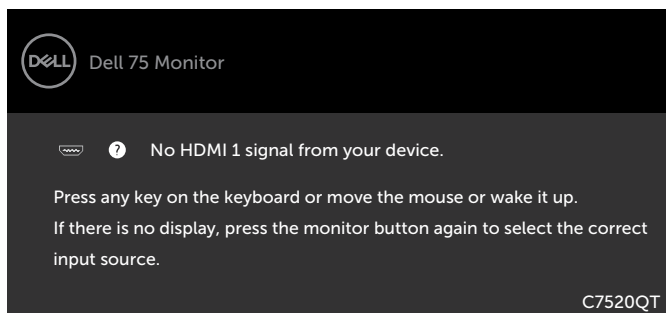 DELL Dell 75 Monitor
? No HDMI 1 signal from your device.
Press any key on the keyboard or move the mouse or wake it up.
If there is no display, press the monitor button again to select the correct
input source.
C7520QT